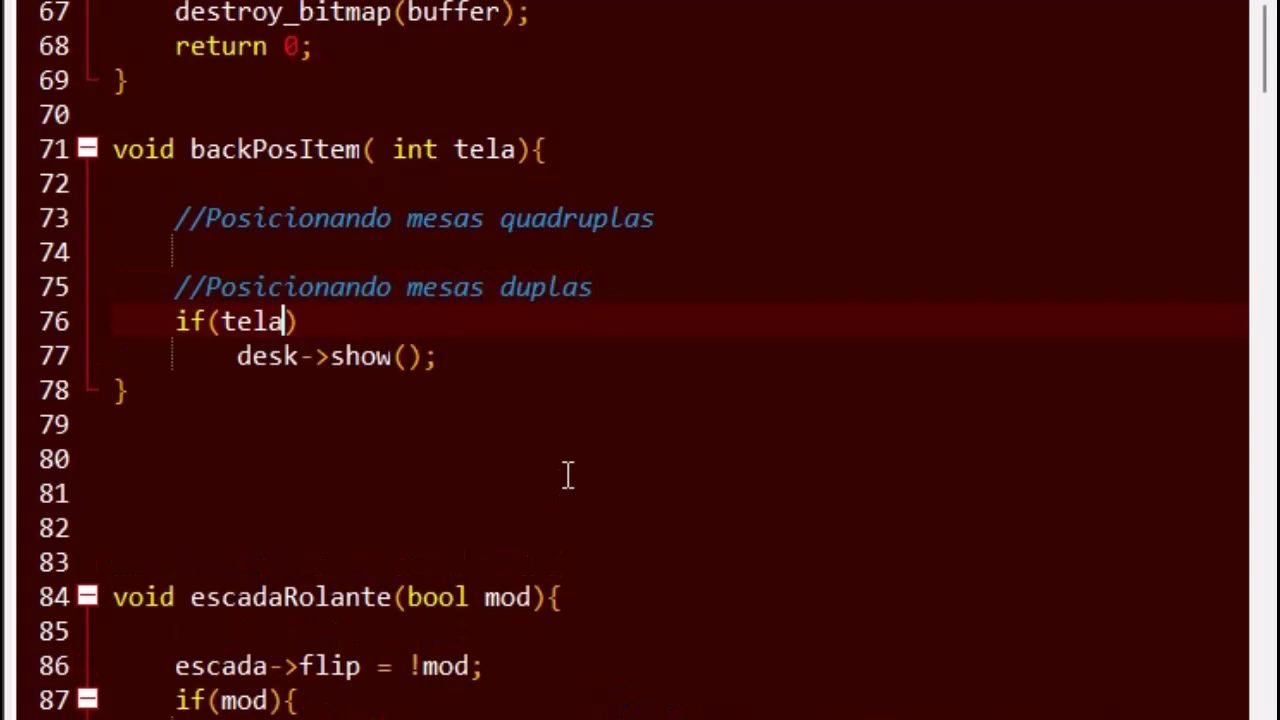 67 destroy_bitmap(buffer);
68 return 0;
69 }
70
71 void backPosItem( int tela){
72
73 //Posicionando mesas quadruplas
74
75 //Posicionando mesas duplas
76 if(tela)
77 desk->show();
78 }
79
80
81
82
83
84 void escadaRolante(bool mod){
85
86 escada->flip = !mod;
87 if(mod){